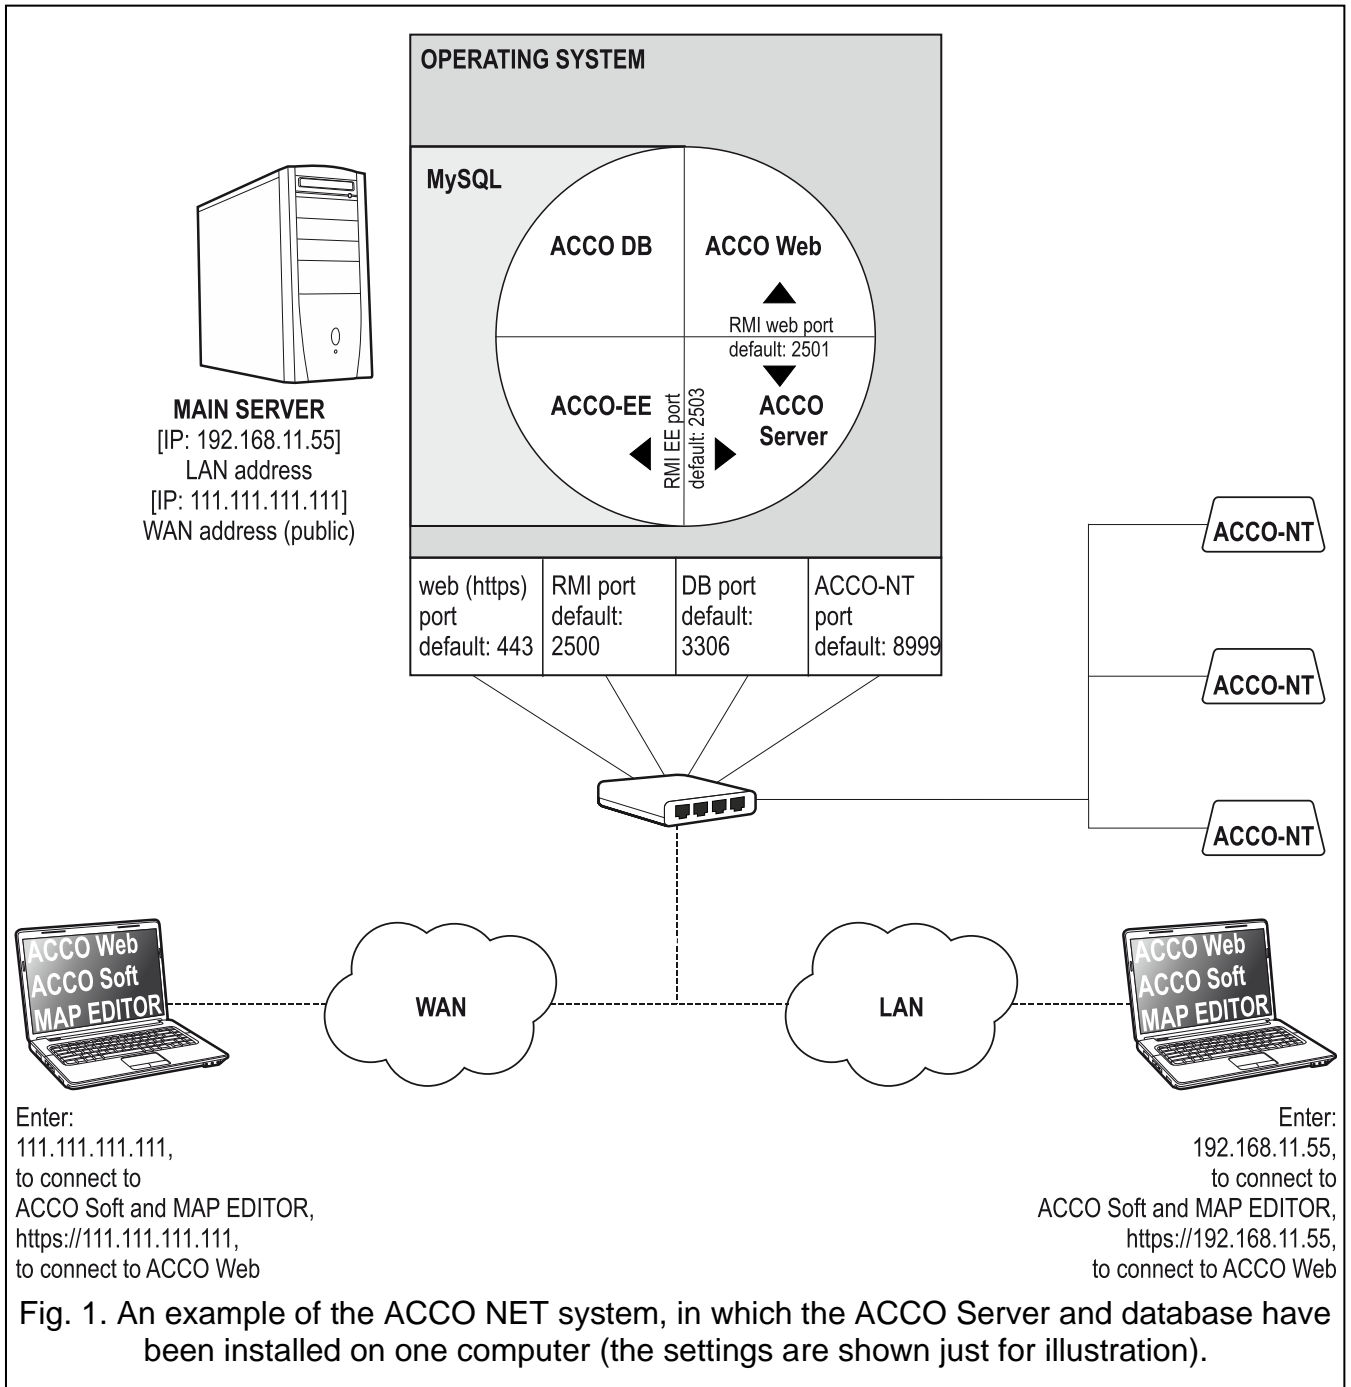 OPERATING SYSTEM
MySQL
ACCO DB
ACCO Web
RMI web port
default: 2501
ACCO-EE
RMI EE port
default: 2503
ACCO
Server
MAIN SERVER
[IP: 192.168.11.55]
LAN address
[IP: 111.111.111.111]
WAN address (public)
web (https)
port
default: 443
RMI port
default:
2500
DB port
default:
3306
ACCO-NT
port
default: 8999
ACCO-NT
ACCO-NT
ACCO-NT
ACCO Web
ACCO Soft
MAP EDITOR
WAN
LAN
ACCO Web
ACCO Soft
MAP EDITOR
Enter:
111.111.111.111,
to connect to
ACCO Soft and MAP EDITOR,
https://111.111.111.111,
to connect to ACCO Web
Enter:
192.168.11.55,
to connect to
ACCO Soft and MAP EDITOR,
https://192.168.11.55,
to connect to ACCO Web
Fig. 1. An example of the ACCO NET system, in which the ACCO Server and database have
been installed on one computer (the settings are shown just for illustration).